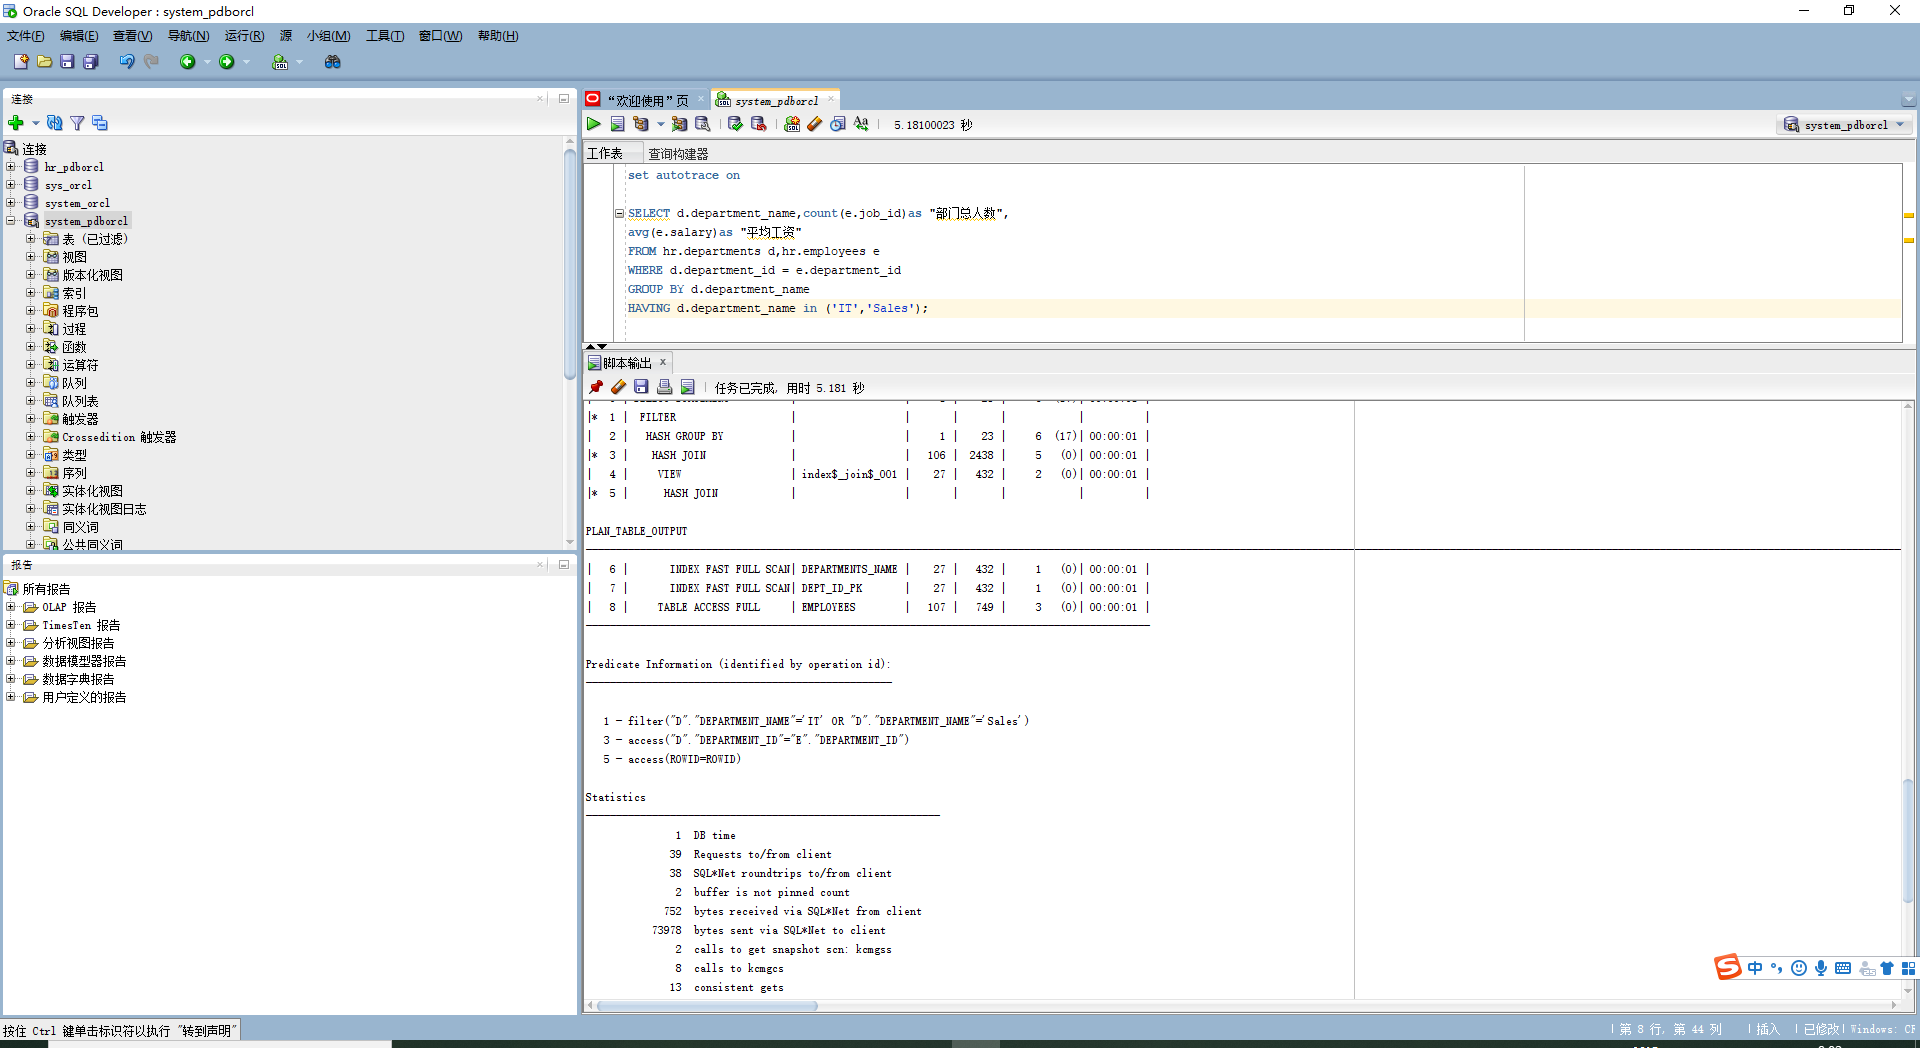 Oracle SQL Developer : system_pdborcl
文件(F) 编辑(E) 查看(V) 导航(N) 运行(R) 源 小组(M) 工具(T) 窗口(W) 帮助(H)
连接
连接
hr_pdborcl
sys_orcl
system_orcl
system_pdborcl
表 (已过滤)
视图
版本化视图
索引
程序包
过程
函数
运算符
队列
队列表
触发器
Crossedition 触发器
类型
序列
实体化视图
实体化视图日志
同义词
公共同义词
报告
所有报告
OLAP 报告
TimesTen 报告
分析视图报告
数据模型器报告
数据字典报告
用户定义的报告
“欢迎使用”页 system_pdborcl
5.18100023 秒 system_pdborcl
工作表 查询构建器
set autotrace on
SELECT d.department_name,count(e.job_id)as "部门总人数",
avg(e.salary)as "平均工资"
FROM hr.departments d,hr.employees e
WHERE d.department_id = e.department_id
GROUP BY d.department_name
HAVING d.department_name in ('IT','Sales');
脚本输出
任务已完成, 用时 5.181 秒
|* 1 | FILTER | | | | | |
| 2 | HASH GROUP BY | | 1 | 23 | 6 (17)| 00:00:01 |
|* 3 | HASH JOIN | | 106 | 2438 | 5 (0)| 00:00:01 |
| 4 | VIEW | index$_join$_001 | 27 | 432 | 2 (0)| 00:00:01 |
|* 5 | HASH JOIN | | | | | |
PLAN_TABLE_OUTPUT
| 6 | INDEX FAST FULL SCAN| DEPARTMENTS_NAME | 27 | 432 | 1 (0)| 00:00:01 |
| 7 | INDEX FAST FULL SCAN| DEPT_ID_PK | 27 | 432 | 1 (0)| 00:00:01 |
| 8 | TABLE ACCESS FULL | EMPLOYEES | 107 | 749 | 3 (0)| 00:00:01 |
Predicate Information (identified by operation id):
1 - filter("D"."DEPARTMENT_NAME"='IT' OR "D"."DEPARTMENT_NAME"='Sales')
3 - access("D"."DEPARTMENT_ID"="E"."DEPARTMENT_ID")
5 - access(ROWID=ROWID)
Statistics
1 DB time
39 Requests to/from client
38 SQL*Net roundtrips to/from client
2 buffer is not pinned count
752 bytes received via SQL*Net from client
73978 bytes sent via SQL*Net to client
2 calls to get snapshot scn: kcmgss
8 calls to kcmgcs
13 consistent gets
中
按住 Ctrl 键单击标识符以执行 "转到声明"
第 8 行, 第 44 列 | 插入 | 已修改| Windows: CF